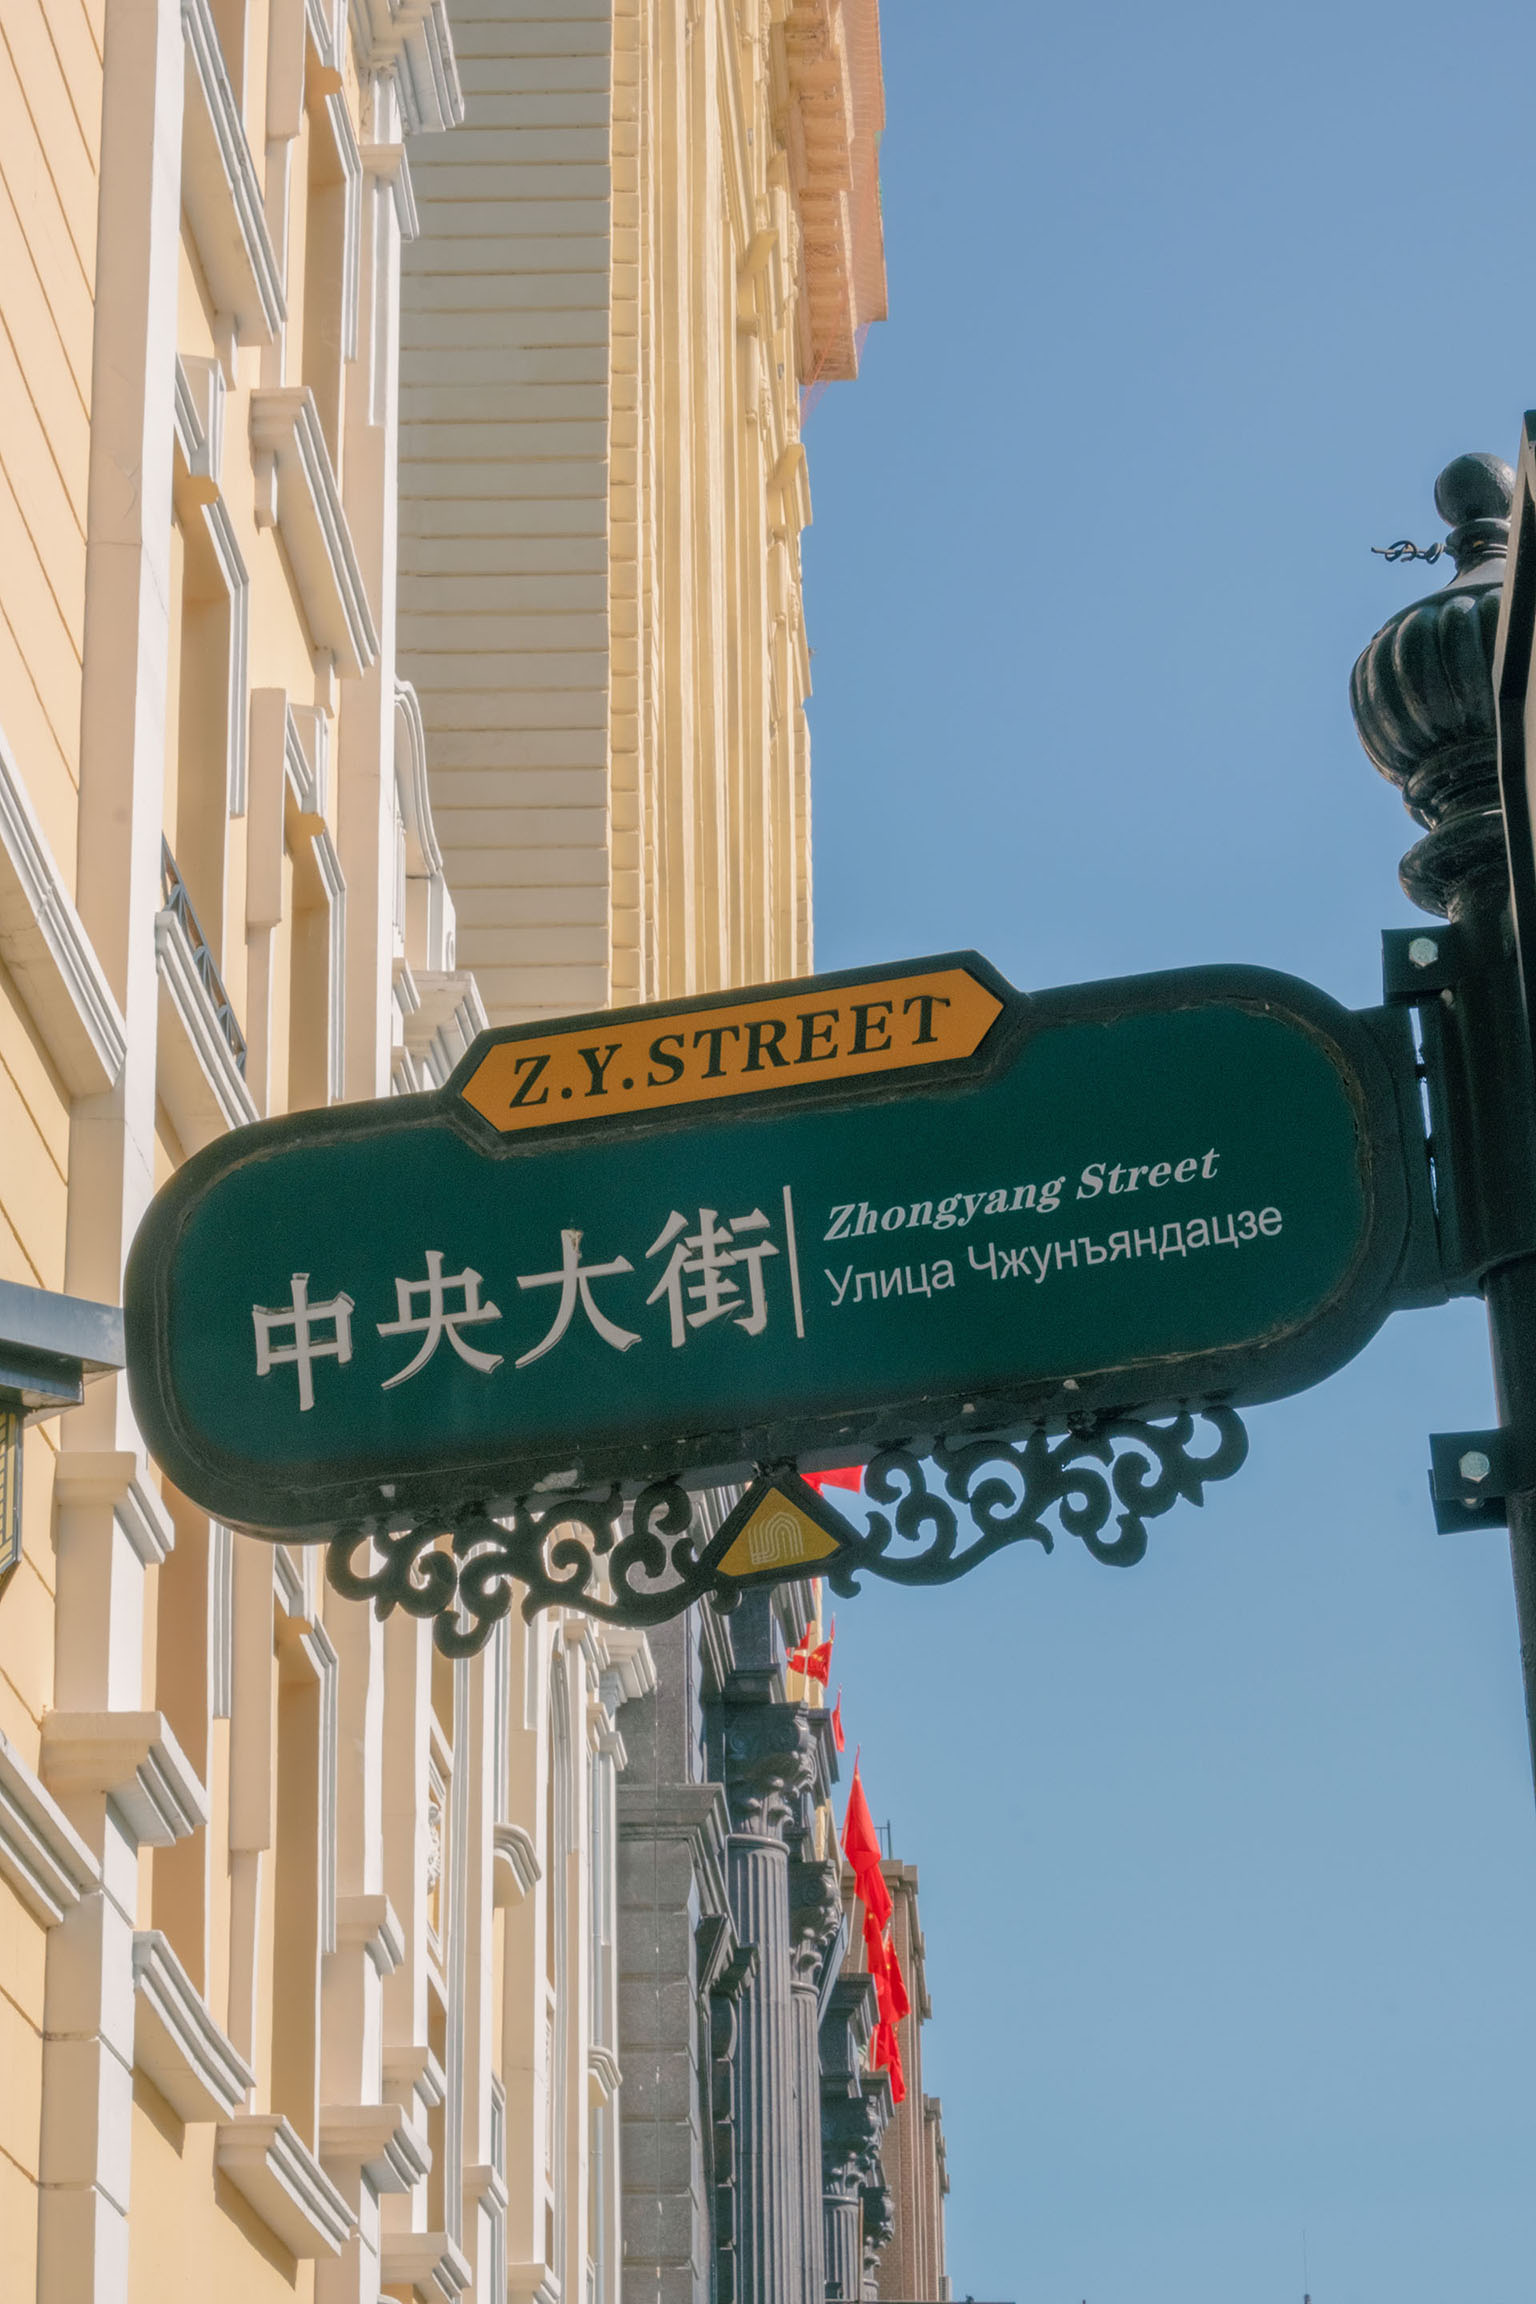 Z.Y.STREET
中央大街
Zhongyang Street
Улица Чжунъяндацзе